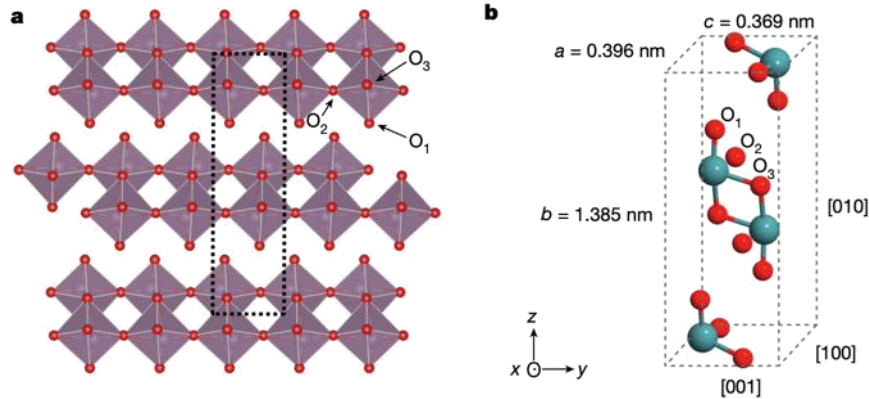 a
O₃
O₂
O₁
b
c = 0.369 nm
a = 0.396 nm
O₁
O₂
O₃
b = 1.385 nm
[010]
z
x O y
[100]
[001]